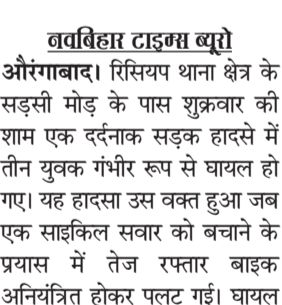 नवबिहार टाइम्स ब्यूरो
औरंगाबाद। रिसियप थाना क्षेत्र के
सड़सी मोड़ के पास शुक्रवार की
शाम एक दर्दनाक सड़क हादसे में
तीन युवक गंभीर रूप से घायल हो
गए। यह हादसा उस वक्त हुआ जब
एक साइकिल सवार को बचाने के
प्रयास में तेज रफ्तार बाइक
अनियंत्रित होकर पलट गई। घायल